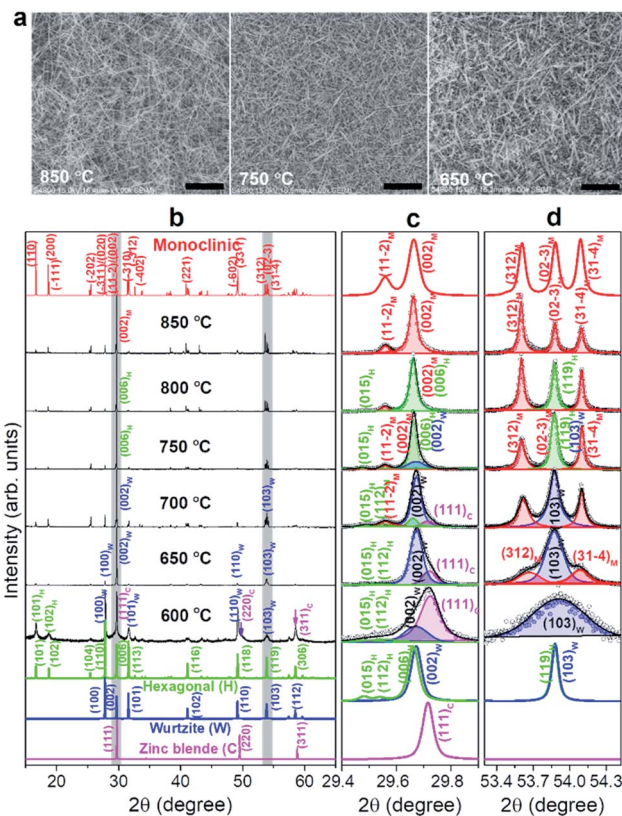 a
850 °C
750 °C
650 °C
b
c
d
Monoclinic
(110)
(-111)
(200)
(-202)
(-311)/(020)
(11-2)/(002)
(-402)
(221)
(-602)
(312)
(31-4)
(002)M
850 °C
(006)H
800 °C
(006)H
750 °C
(002)W
700 °C
(103)W
(100)W
(002)W
650 °C
(110)W
(103)W
(101)H
(102)H
(100)W
(111)C
(101)W
600 °C
(110)W
(220)C
(103)W
(311)C
(101)
(102)
(104)
(110)
(006)
(113)
(116)
(118)
(119)
(306)
Hexagonal (H)
(100)
(002)
(101)
(102)
(110)
(103)
(112)
Wurtzite (W)
(111)
Zinc blende (C)
(220)
(311)
Intensity (arb. units)
20
30
40
50
60
2θ (degree)
(11-2)M
(002)M
(11-2)M
(002)M
(015)H
(002)M
(006)H
(015)H
(11-2)M
(002)M
(006)H
(002)W
(015)H
(112)H
(11-2)M
(002)W
(111)C
(015)H
(112)H
(002)W
(111)C
(015)H
(112)H
(002)W
(111)C
(015)H
(112)H
(006)H
(002)W
(111)C
29.4
29.6
29.8
2θ (degree)
(312)M
(02-3)M
(31-4)M
(312)M
(02-3)M
(31-4)M
(119)H
(312)M
(02-3)M
(119)H
(103)W
(31-4)M
(103)W
(312)M
(103)W
(31-4)M
(103)W
(119)H
(103)W
53.4
53.7
54.0
54.3
2θ (degree)